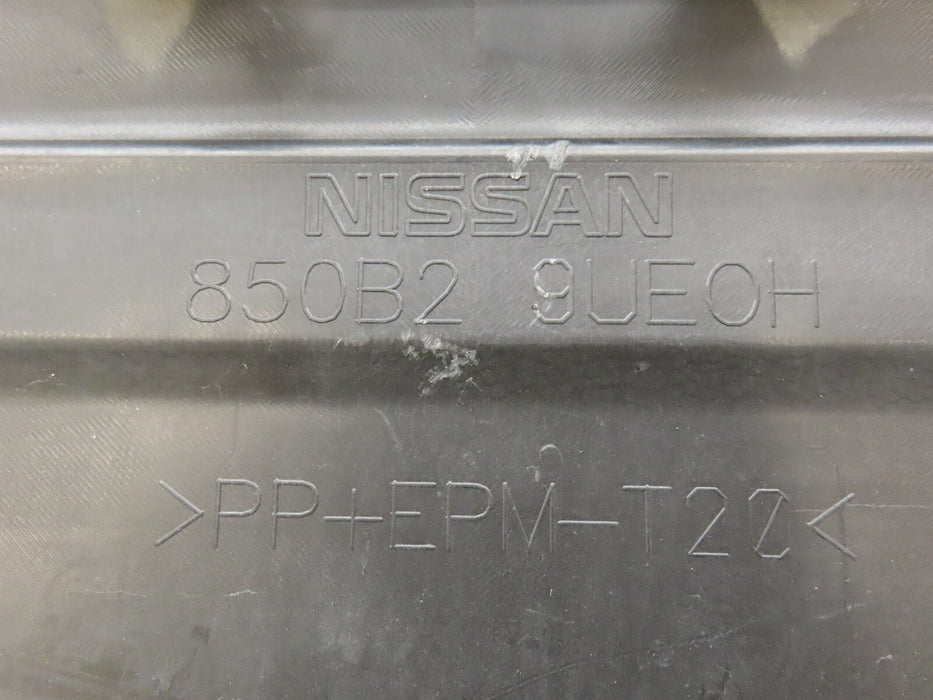 NISSAN
850B2 9UE0H
>PP+EPM-T20<